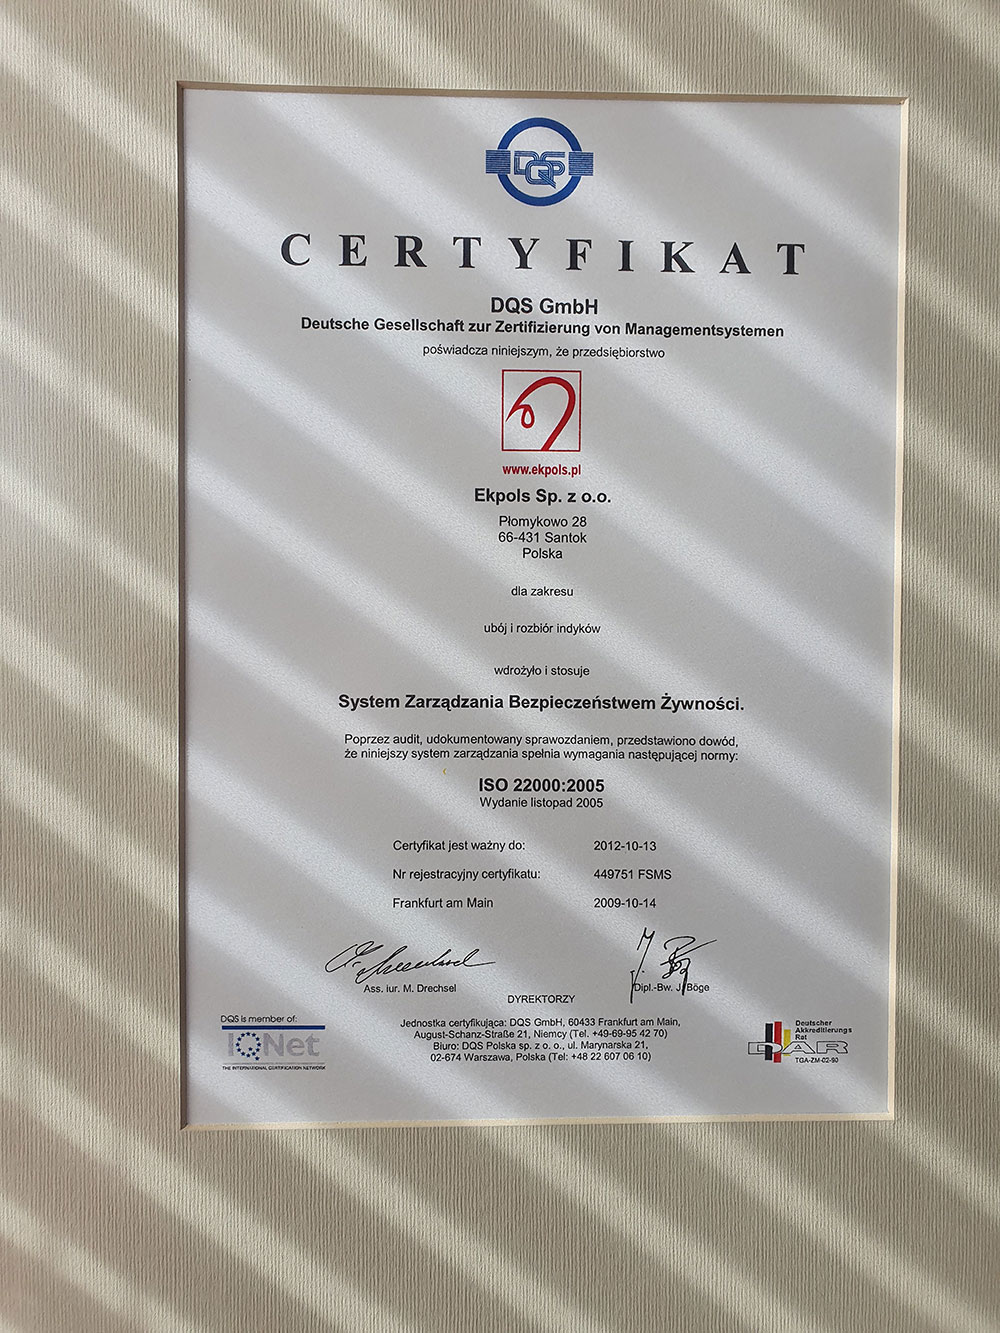 DQS
CERTYFIKAT
DQS GmbH
Deutsche Gesellschaft zur Zertifizierung von Managementsystemen
poświadcza niniejszym, że przedsiębiorstwo
www.ekpols.pl
Ekpols Sp. z o.o.
Płomykowo 28
66-431 Santok
Polska
dla zakresu
ubój i rozbiór indyków
wdrożyło i stosuje
System Zarządzania Bezpieczeństwem Żywności.
Poprzez audit, udokumentowany sprawozdaniem, przedstawiono dowód,
że niniejszy system zarządzania spełnia wymagania następującej normy:
ISO 22000:2005
Wydanie listopad 2005
Certyfikat jest ważny do: 2012-10-13
Nr rejestracyjny certyfikatu: 449751 FSMS
Frankfurt am Main 2009-10-14
Ass. iur. M. Drechsel
Dipl.-Bw. J. Böge
DYREKTORZY
DQS is member of:
IQNet
THE INTERNATIONAL CERTIFICATION NETWORK
Jednostka certyfikująca: DQS GmbH, 60433 Frankfurt am Main,
August-Schanz-Straße 21, Niemcy (Tel. +49-69-95 42 70)
Biuro: DQS Polska sp. z o. o., ul. Marynarska 21,
02-674 Warszawa, Polska (Tel: +48 22 607 06 10)
Deutscher
Akkreditierungs
Rat
DAR
TGA-ZM-02-90